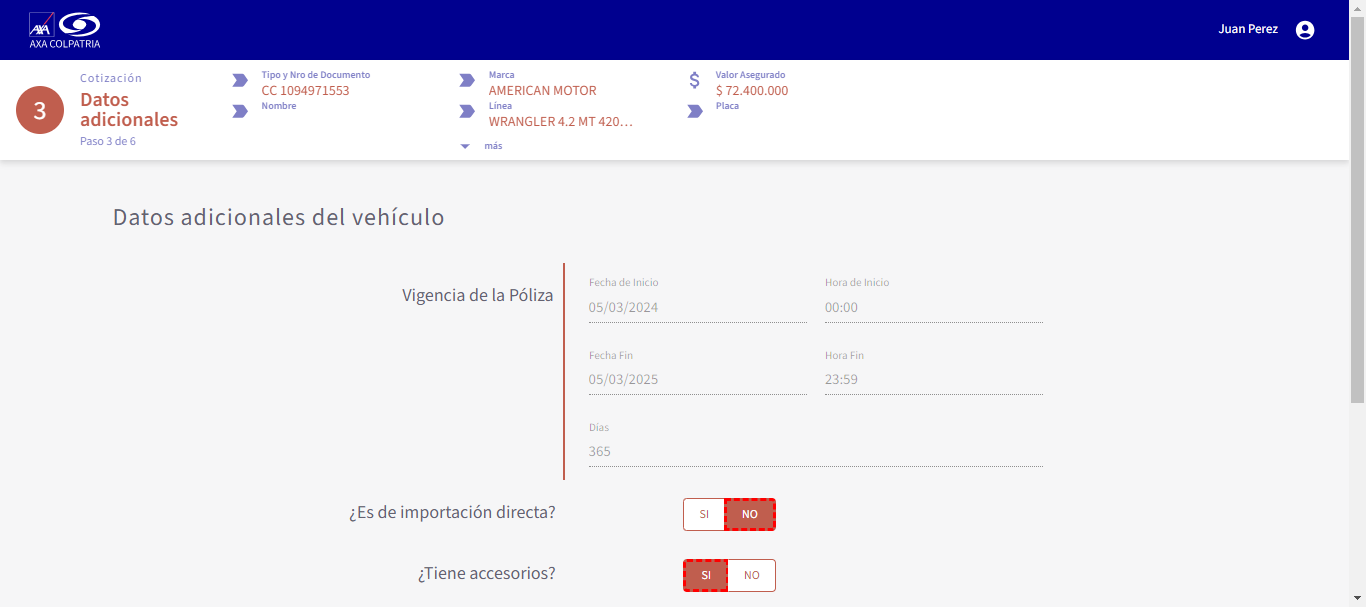 AXA
AXA COLPATRIA
Juan Perez
3
Cotización
Datos
adicionales
Paso 3 de 6
Tipo y Nro de Documento
CC 1094971553
Nombre
Marca
AMERICAN MOTOR
Línea
WRANGLER 4.2 MT 420...
más
$
Valor Asegurado
$ 72.400.000
Placa
Datos adicionales del vehículo
Vigencia de la Póliza
Fecha de Inicio
05/03/2024
Hora de Inicio
00:00
Fecha Fin
05/03/2025
Hora Fin
23:59
Días
365
¿Es de importación directa?
SI NO
¿Tiene accesorios?
SI NO